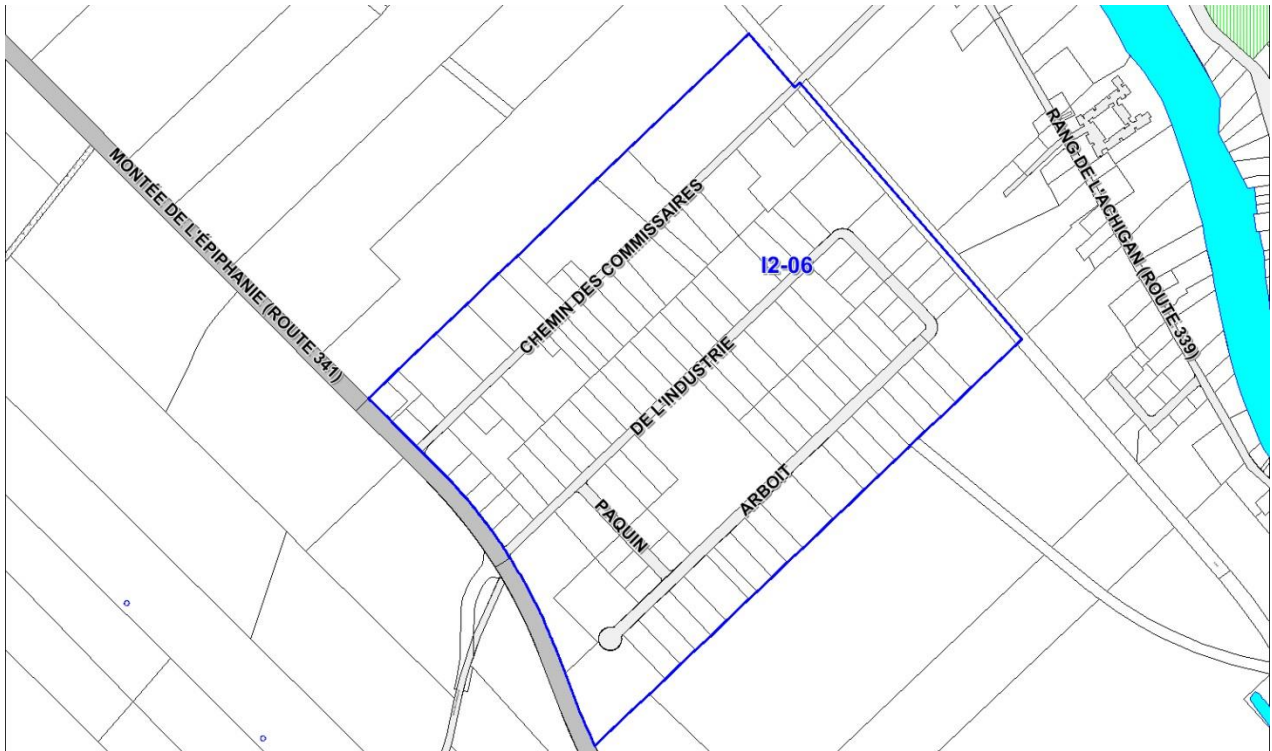 MONTÉE DE L'ÉPIPHANIE (ROUTE 341)
CHEMIN DES COMMISSAIRES
I2-06
RANG DE L'ACHIGAN (ROUTE 339)
DE L'INDUSTRIE
PAQUIN
ARBOIT